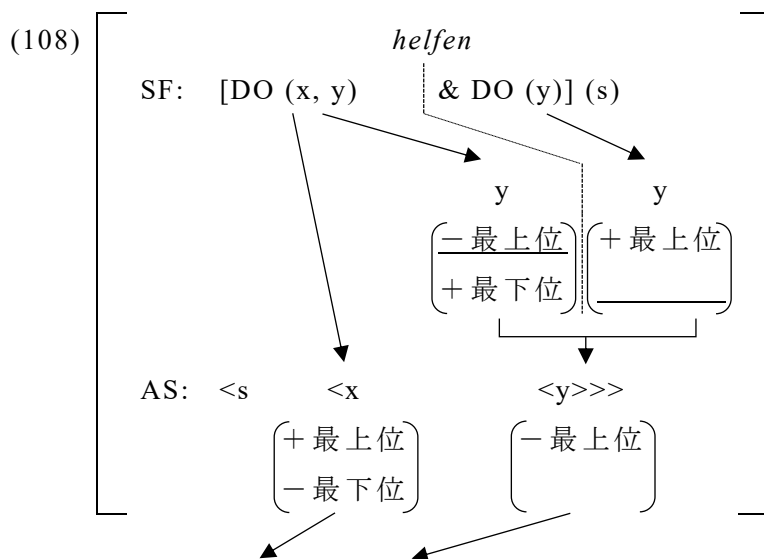 (108) helfen
SF: [DO (x, y) & DO (y)] (s)
y y
－最上位 ＋最上位
＋最下位
AS: <s <x <y>>>
＋最上位 －最上位
－最下位